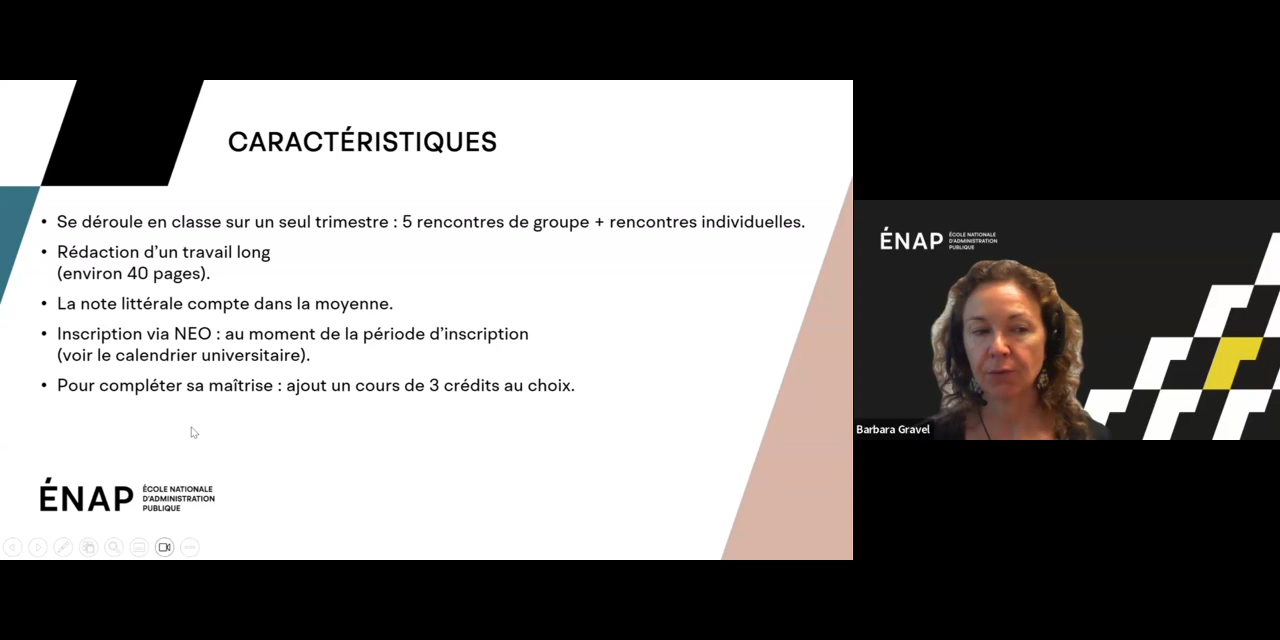 CARACTÉRISTIQUES
• Se déroule en classe sur un seul trimestre : 5 rencontres de groupe + rencontres individuelles.
• Rédaction d'un travail long
(environ 40 pages).
• La note littérale compte dans la moyenne.
• Inscription via NEO : au moment de la période d'inscription
(voir le calendrier universitaire).
• Pour compléter sa maîtrise : ajout un cours de 3 crédits au choix.
ÉNAP
ÉCOLE NATIONALE
D'ADMINISTRATION
PUBLIQUE
ÉNAP
ÉCOLE NATIONALE
D'ADMINISTRATION
PUBLIQUE
Barbara Gravel